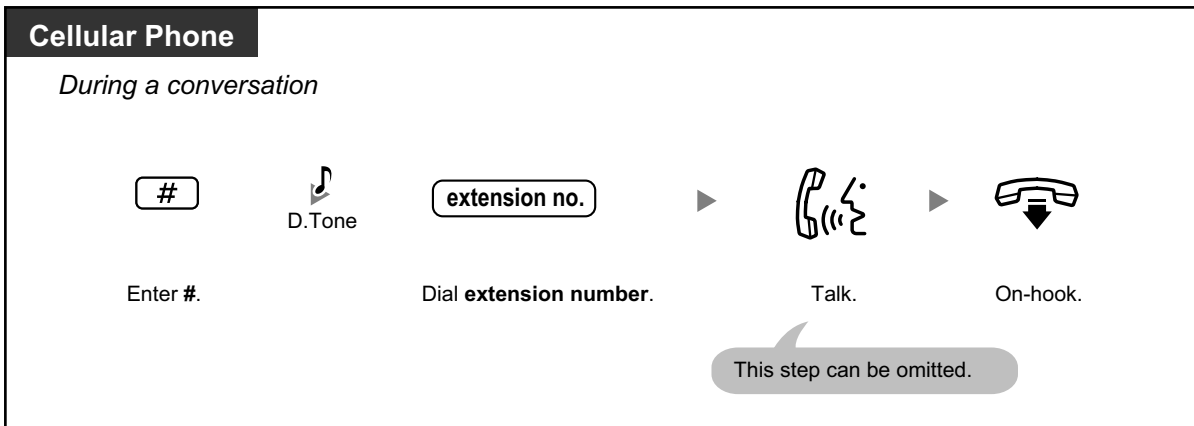 Cellular Phone
During a conversation
#
D.Tone
extension no.
Enter #.
Dial extension number.
Talk.
On-hook.
This step can be omitted.